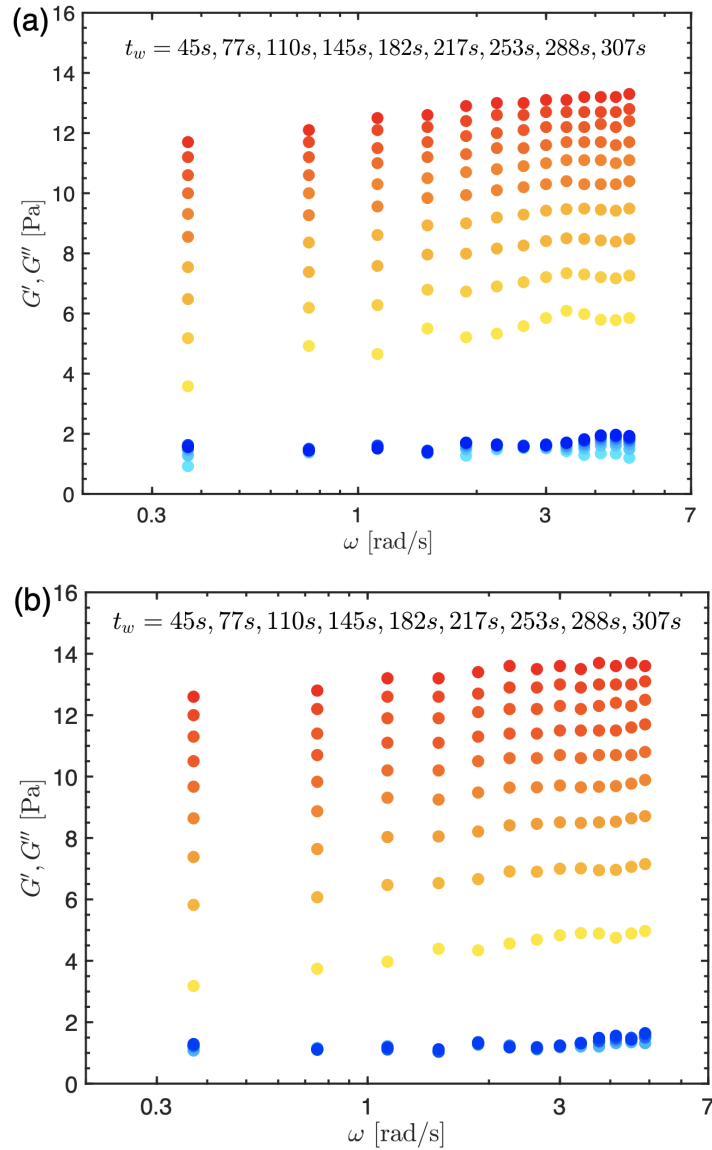 (a)
t_w = 45s, 77s, 110s, 145s, 182s, 217s, 253s, 288s, 307s
16
14
12
10
8
6
4
2
0
G′, G″ [Pa]
0.3 1 3 7
ω [rad/s]
(b)
t_w = 45s, 77s, 110s, 145s, 182s, 217s, 253s, 288s, 307s
16
14
12
10
8
6
4
2
0
G′, G″ [Pa]
0.3 1 3 7
ω [rad/s]